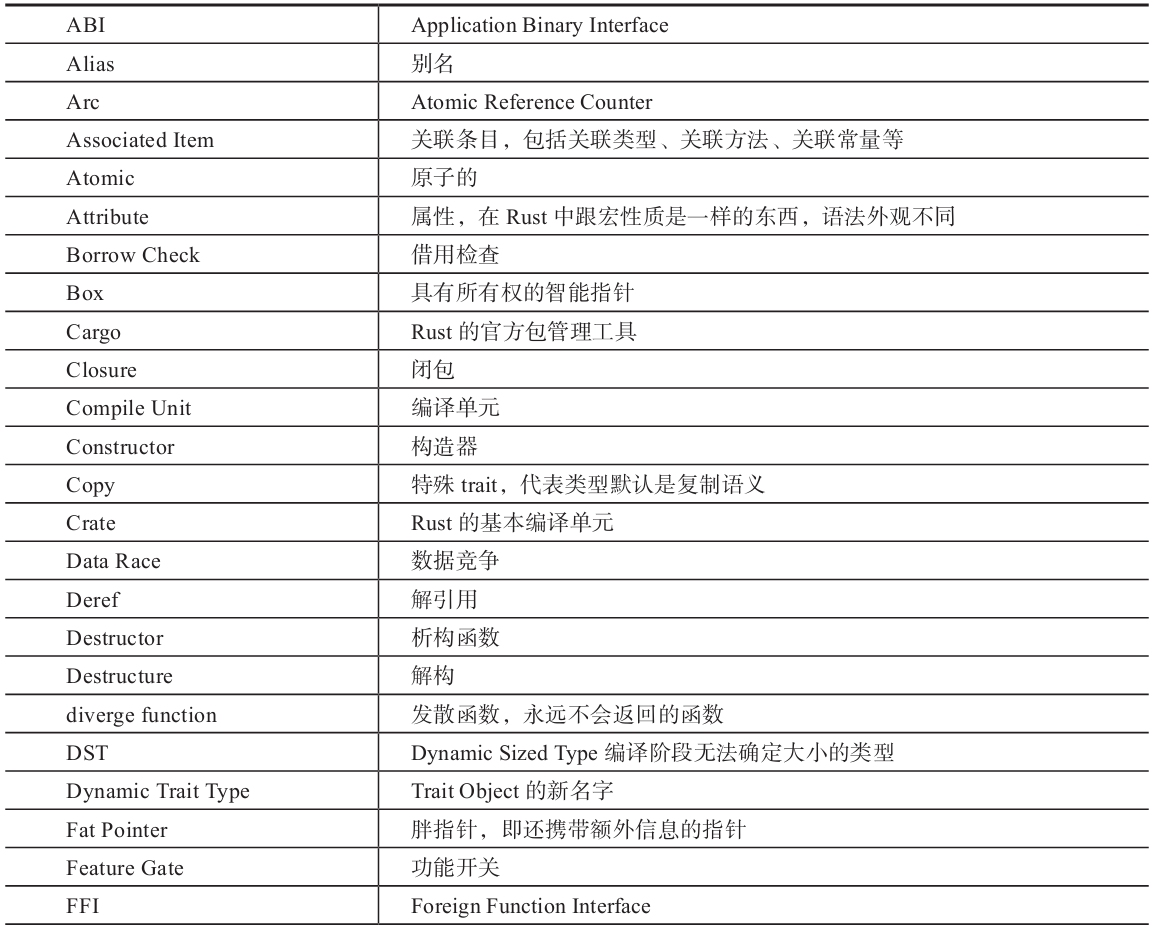 ABI Application Binary Interface
Alias 别名
Arc Atomic Reference Counter
Associated Item 关联条目，包括关联类型、关联方法、关联常量等
Atomic 原子的
Attribute 属性，在 Rust 中跟宏性质是一样的东西，语法外观不同
Borrow Check 借用检查
Box 具有所有权的智能指针
Cargo Rust 的官方包管理工具
Closure 闭包
Compile Unit 编译单元
Constructor 构造器
Copy 特殊 trait，代表类型默认是复制语义
Crate Rust 的基本编译单元
Data Race 数据竞争
Deref 解引用
Destructor 析构函数
Destructure 解构
diverge function 发散函数，永远不会返回的函数
DST Dynamic Sized Type 编译阶段无法确定大小的类型
Dynamic Trait Type Trait Object 的新名字
Fat Pointer 胖指针，即还携带额外信息的指针
Feature Gate 功能开关
FFI Foreign Function Interface